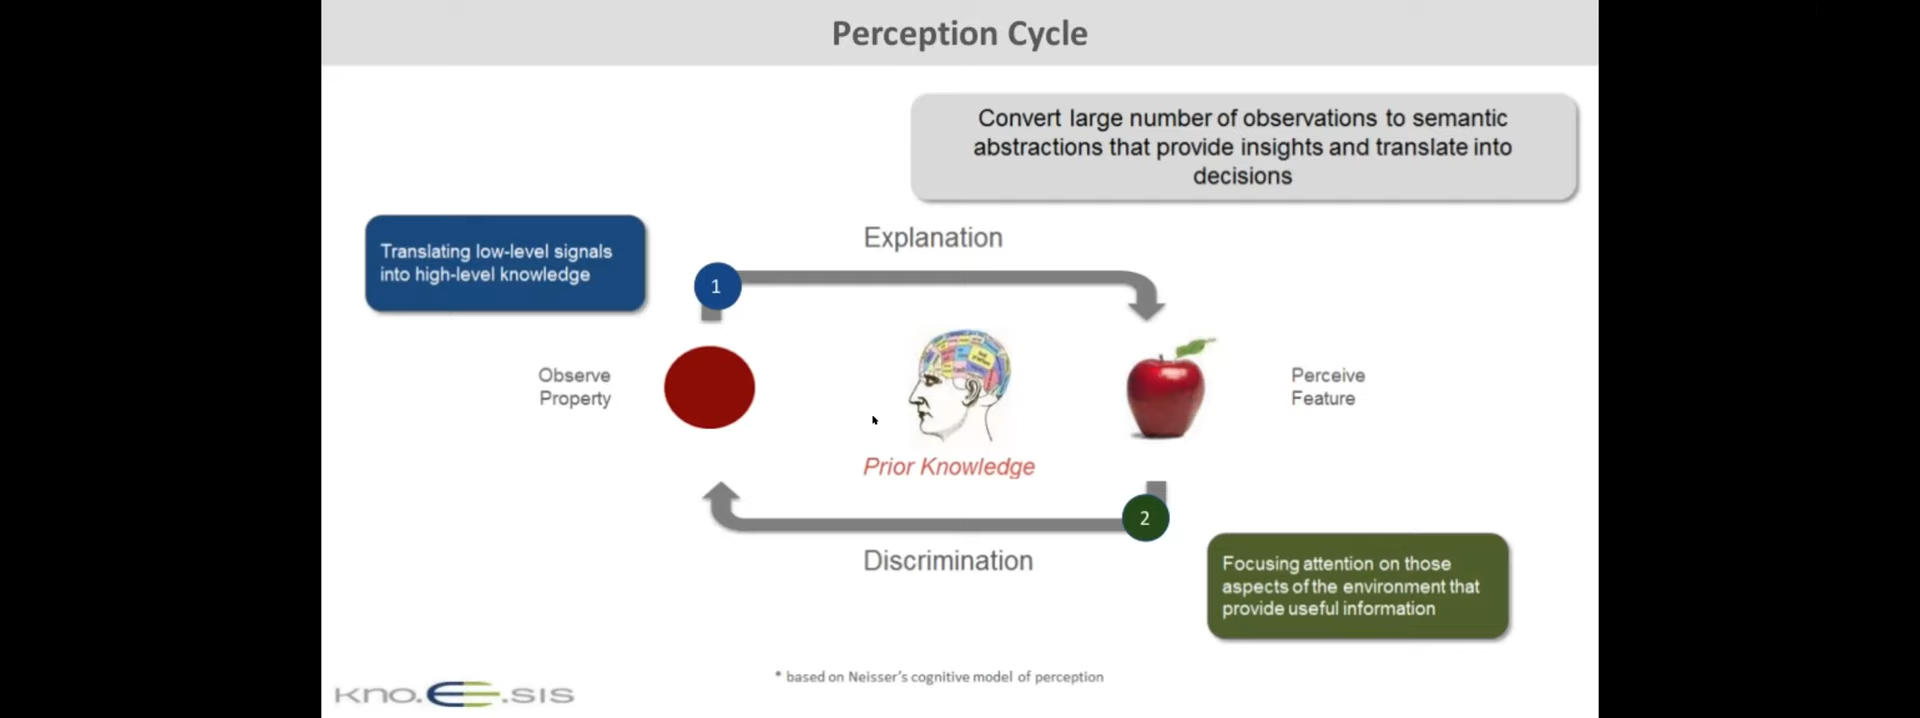 Perception Cycle
Convert large number of observations to semantic
abstractions that provide insights and translate into
decisions
Explanation
Translating low-level signals
into high-level knowledge
1
Observe
Property
Perceive
Feature
Prior Knowledge
2
Discrimination
Focusing attention on those
aspects of the environment that
provide useful information
* based on Neisser's cognitive model of perception
kno.e.sis